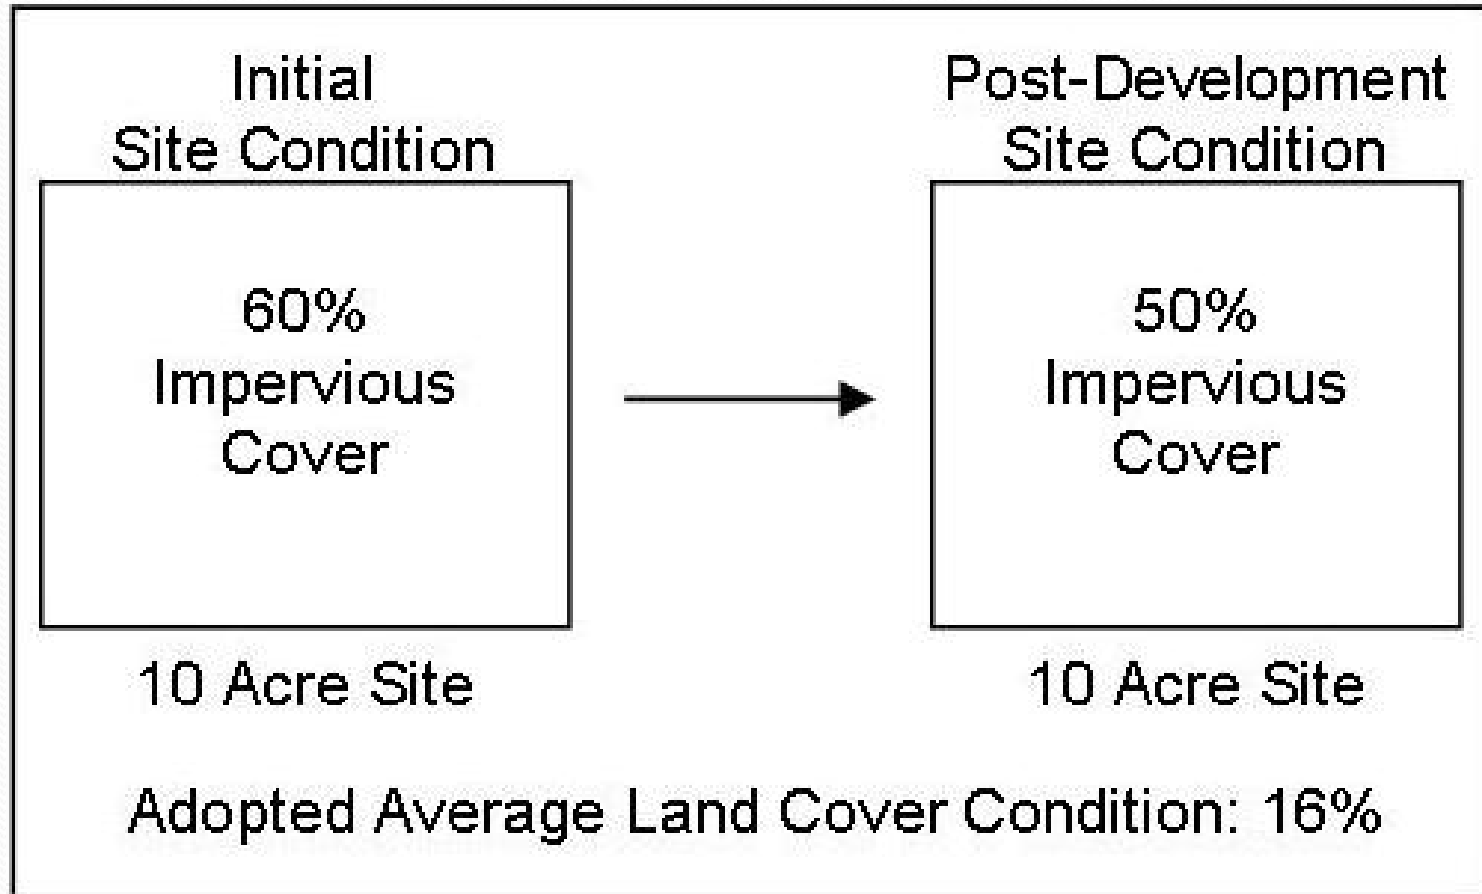 Initial
Site Condition
60%
Impervious
Cover
10 Acre Site
Post-Development
Site Condition
50%
Impervious
Cover
10 Acre Site
Adopted Average Land Cover Condition: 16%